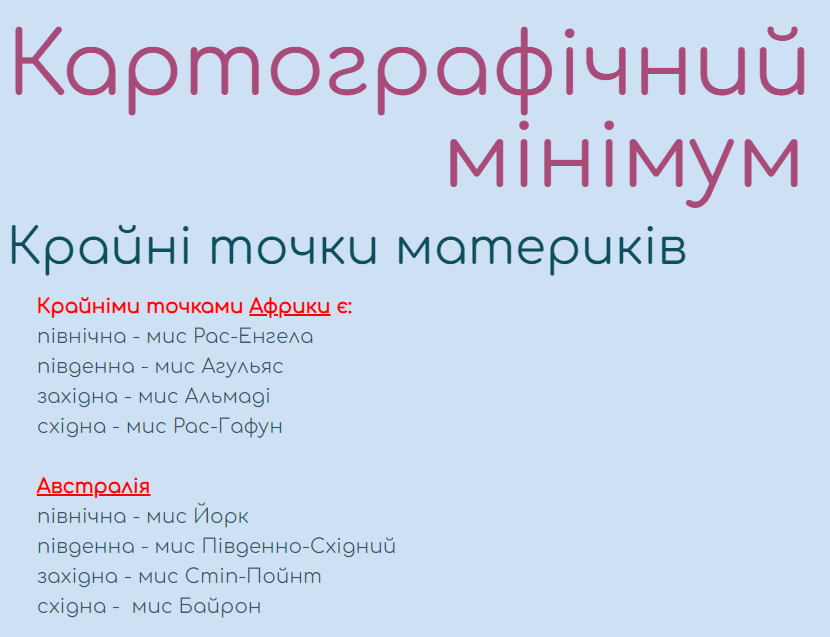 Картографічний
мінімум
Крайні точки материків
Крайніми точками Африки є:
північна - мис Рас-Енгела
південна - мис Агульяс
західна - мис Альмаді
східна - мис Рас-Гафун
Австралія
північна - мис Йорк
південна - мис Південно-Східний
західна - мис Стіп-Пойнт
східна - мис Байрон